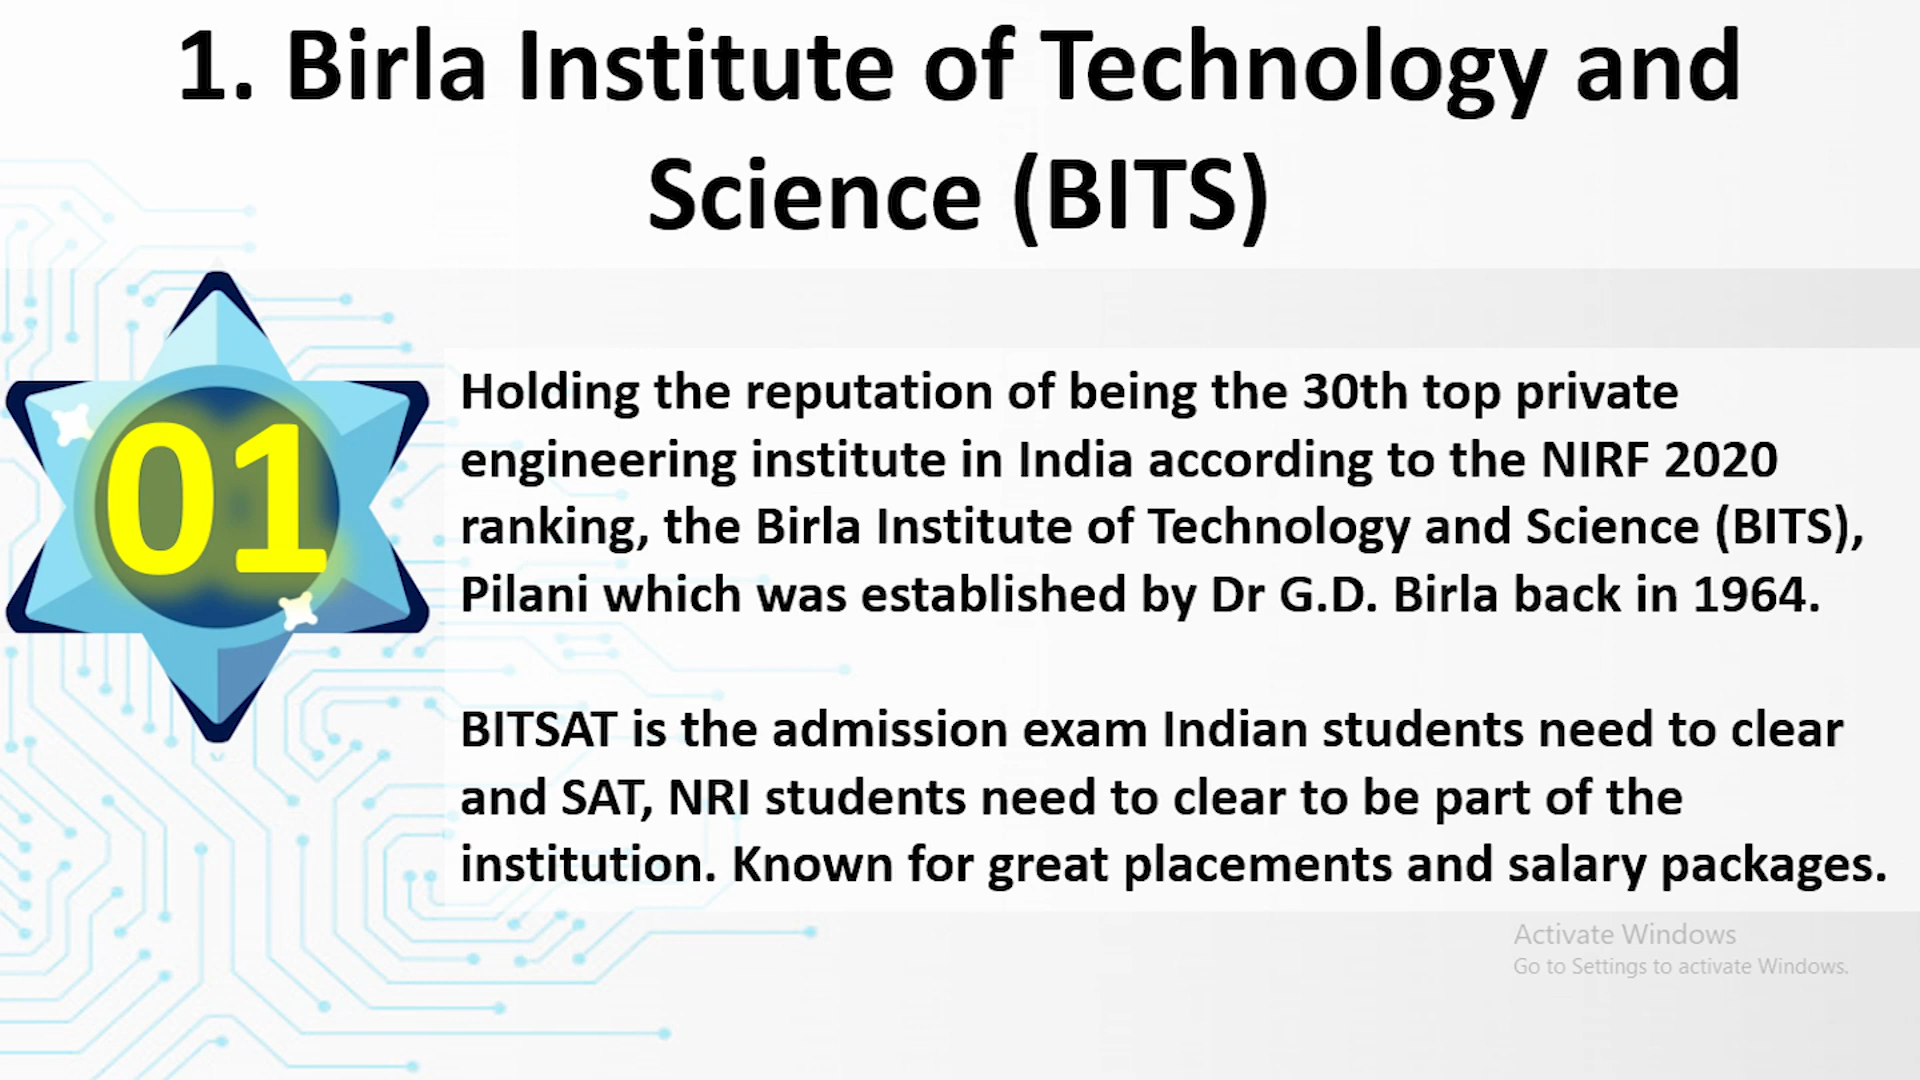 1. Birla Institute of Technology and
Science (BITS)
01
Holding the reputation of being the 30th top private
engineering institute in India according to the NIRF 2020
ranking, the Birla Institute of Technology and Science (BITS),
Pilani which was established by Dr G.D. Birla back in 1964.
BITSAT is the admission exam Indian students need to clear
and SAT, NRI students need to clear to be part of the
institution. Known for great placements and salary packages.
Activate Windows
Go to Settings to activate Windows.